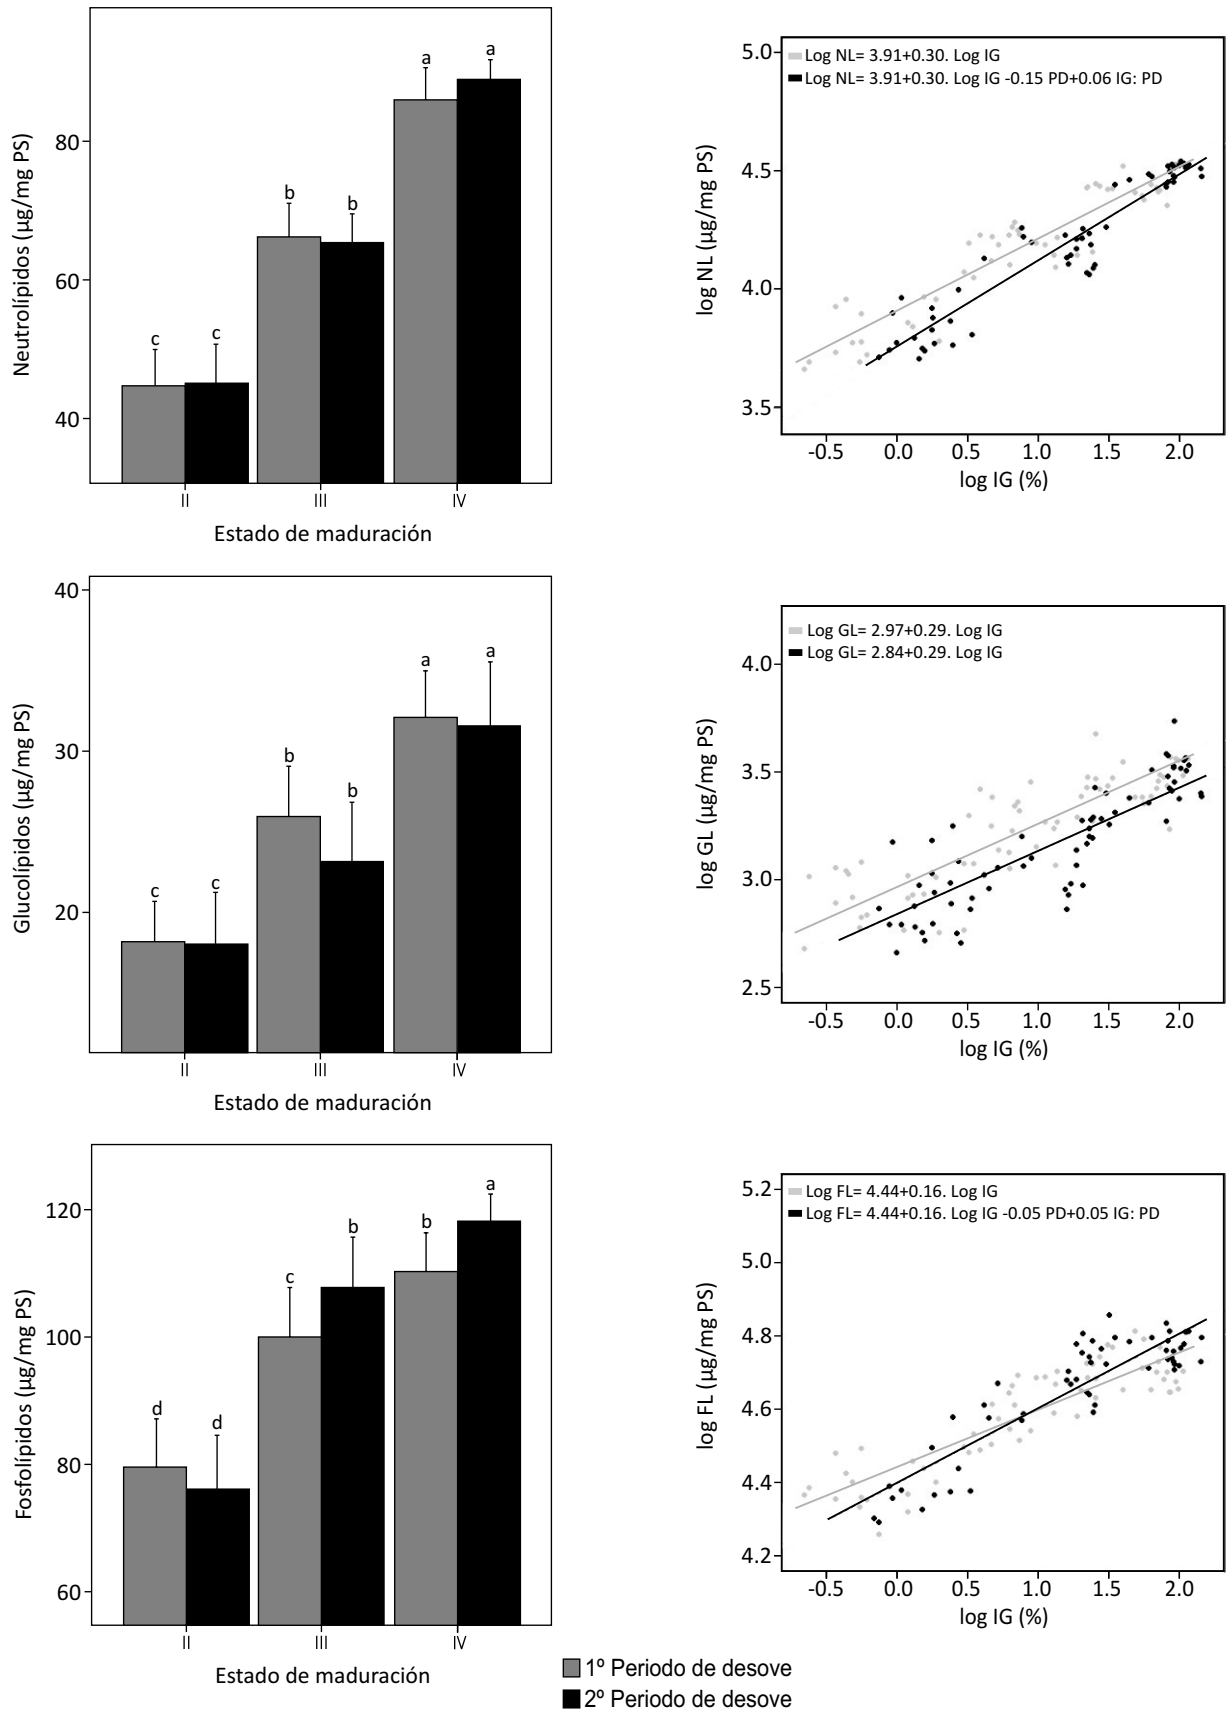 Neutrolípidos (µg/mg PS)
80
60
40
c
c
b
b
a
a
II
III
IV
Estado de maduración
log NL (µg/mg PS)
5.0
4.5
4.0
3.5
Log NL= 3.91+0.30. Log IG
Log NL= 3.91+0.30. Log IG -0.15 PD+0.06 IG: PD
-0.5
0.0
0.5
1.0
1.5
2.0
log IG (%)
Glucolípidos (µg/mg PS)
40
30
20
c
c
b
b
a
a
II
III
IV
Estado de maduración
log GL (µg/mg PS)
4.0
3.5
3.0
2.5
Log GL= 2.97+0.29. Log IG
Log GL= 2.84+0.29. Log IG
-0.5
0.0
0.5
1.0
1.5
2.0
log IG (%)
Fosfolípidos (µg/mg PS)
120
100
80
60
d
d
c
b
b
a
II
III
IV
Estado de maduración
log FL (µg/mg PS)
5.2
5.0
4.8
4.6
4.4
4.2
Log FL= 4.44+0.16. Log IG
Log FL= 4.44+0.16. Log IG -0.05 PD+0.05 IG: PD
-0.5
0.0
0.5
1.0
1.5
2.0
log IG (%)
1º Periodo de desove
2º Periodo de desove